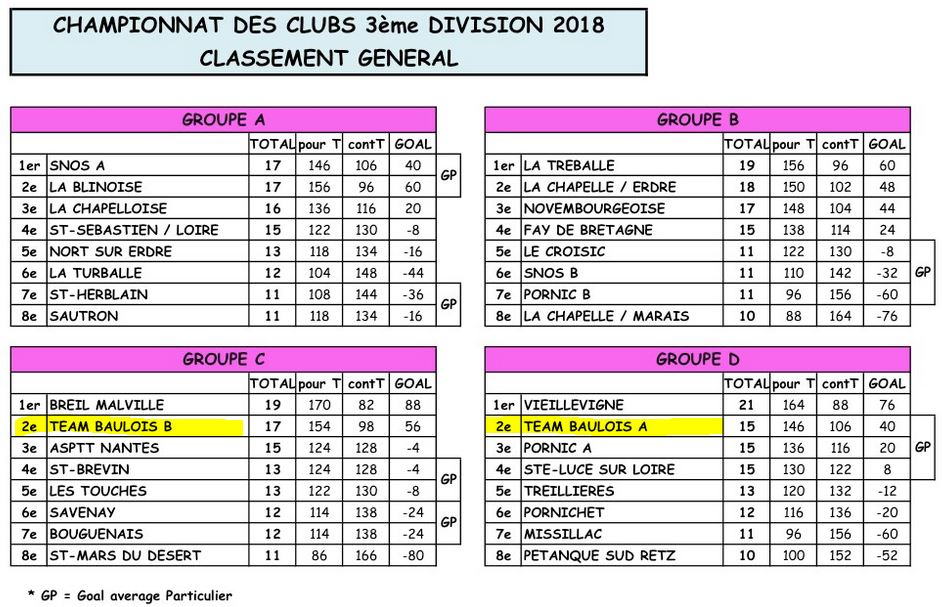 CHAMPIONNAT DES CLUBS 3ème DIVISION 2018
CLASSEMENT GENERAL
GROUPE A
TOTAL pour T contT GOAL
1er SNOS A 17 146 106 40
2e LA BLINOISE 17 156 96 60
GP
3e LA CHAPELLOISE 16 136 116 20
4e ST-SEBASTIEN / LOIRE 15 122 130 -8
5e NORT SUR ERDRE 13 118 134 -16
6e LA TURBALLE 12 104 148 -44
7e ST-HERBLAIN 11 108 144 -36
8e SAUTRON 11 118 134 -16
GP
GROUPE B
TOTAL pour T contT GOAL
1er LA TREBALLE 19 156 96 60
2e LA CHAPELLE / ERDRE 18 150 102 48
3e NOVEMBOURGEOISE 17 148 104 44
4e FAY DE BRETAGNE 15 138 114 24
5e LE CROISIC 11 122 130 -8
6e SNOS B 11 110 142 -32
GP
7e PORNIC B 11 96 156 -60
8e LA CHAPELLE / MARAIS 10 88 164 -76
GROUPE C
TOTAL pour T contT GOAL
1er BREIL MALVILLE 19 170 82 88
2e TEAM BAULOIS B 17 154 98 56
3e ASPTT NANTES 15 124 128 -4
4e ST-BREVIN 13 124 128 -4
5e LES TOUCHES 13 122 130 -8
GP
6e SAVENAY 12 114 138 -24
7e BOUGUENAIS 12 114 138 -24
GP
8e ST-MARS DU DESERT 11 86 166 -80
GROUPE D
TOTAL pour T contT GOAL
1er VIEILLEVIGNE 21 164 88 76
2e TEAM BAULOIS A 15 146 106 40
3e PORNIC A 15 136 116 20
GP
4e STE-LUCE SUR LOIRE 15 130 122 8
5e TREILLIERES 13 120 132 -12
6e PORNICHET 12 116 136 -20
7e MISSILLAC 11 96 156 -60
8e PETANQUE SUD RETZ 10 100 152 -52
* GP = Goal average Particulier